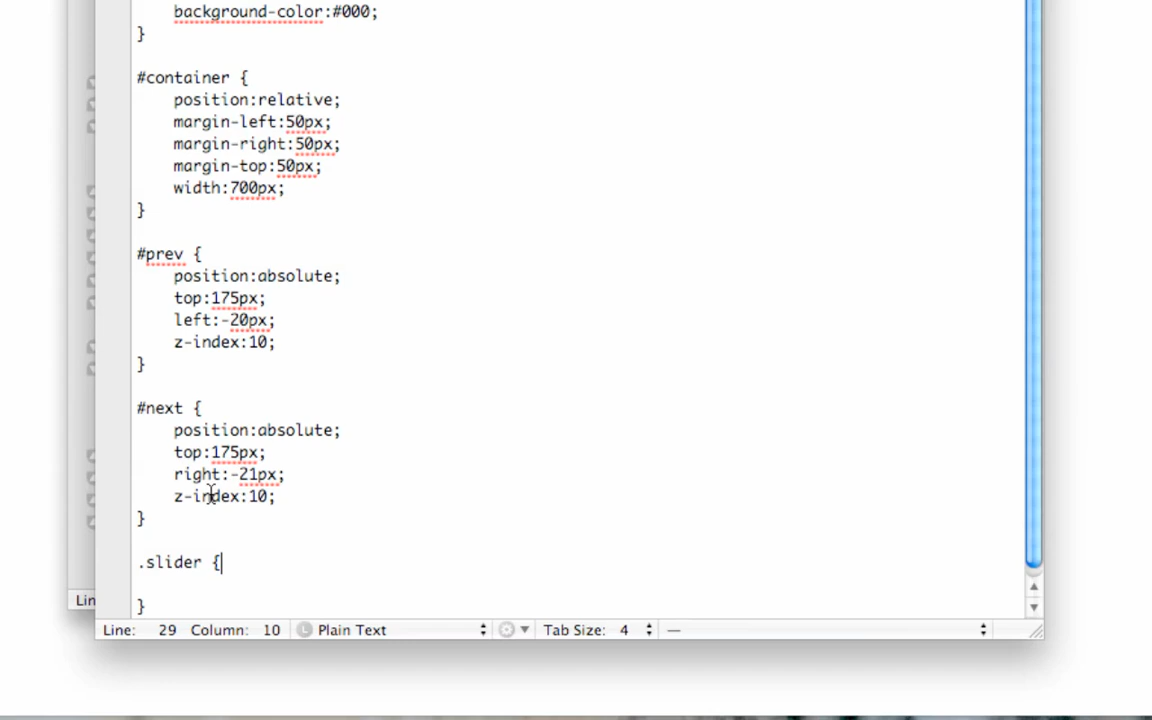 background-color:#000;
}
#container {
position:relative;
margin-left:50px;
margin-right:50px;
margin-top:50px;
width:700px;
}
#prev {
position:absolute;
top:175px;
left:-20px;
z-index:10;
}
#next {
position:absolute;
top:175px;
right:-21px;
z-index:10;
}
.slider {
}
Lin
Line: 29 Column: 10 L Plain Text Tab Size: 4 —